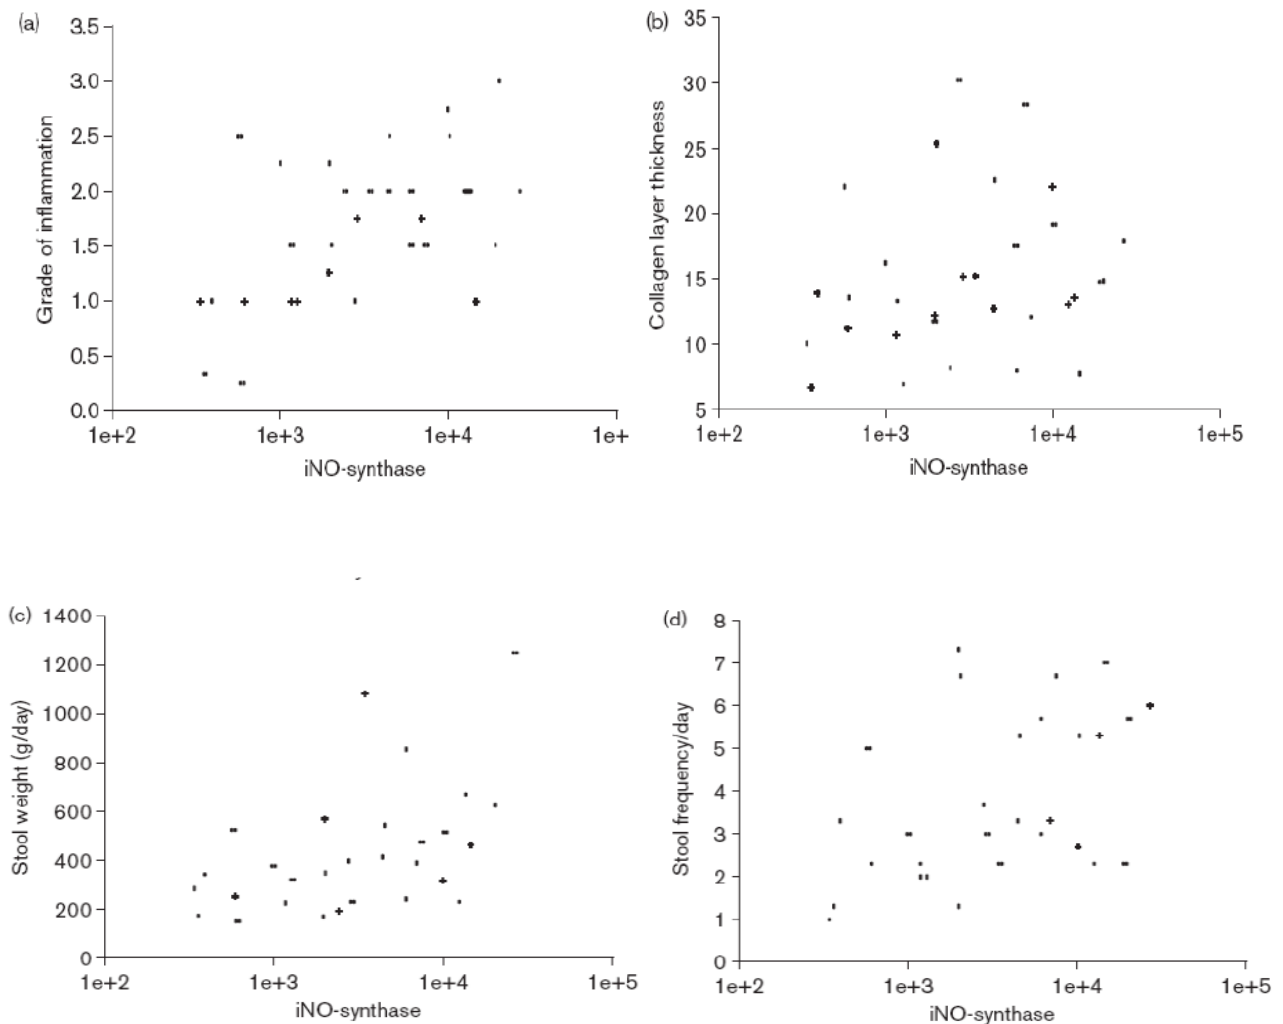 (a)
3.5
3.0
2.5
2.0
1.5
1.0
0.5
0.0
Grade of inflammation
1e+2 1e+3 1e+4 1e+
iNO-synthase
(b)
35
30
25
20
15
10
5
Collagen layer thickness
1e+2 1e+3 1e+4 1e+5
iNO-synthase
(c)
1400
1200
1000
800
600
400
200
0
Stool weight (g/day)
1e+2 1e+3 1e+4 1e+5
iNO-synthase
(d)
8
7
6
5
4
3
2
1
0
Stool frequency/day
1e+2 1e+3 1e+4 1e+5
iNO-synthase